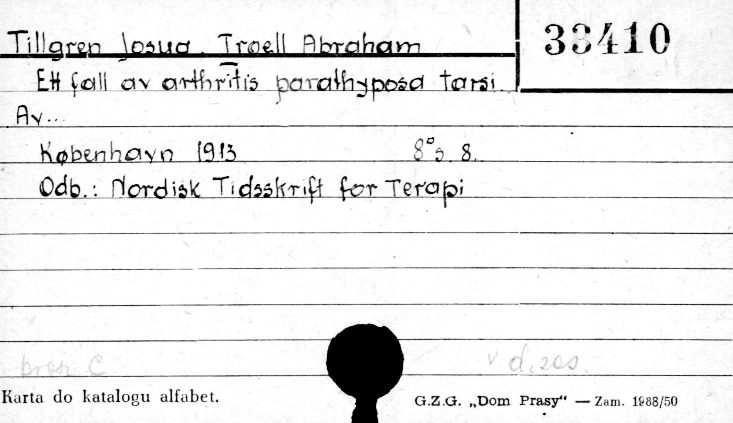 33410
Tillgren Josua. Troell Abraham
Ett fall av arthritis parathyposa tarsi.
Av...
København 1913 8° s. 8.
Odb.: Nordisk Tidsskrift for Terapi
v d. zes.
Karta do katalogu alfabet.
G.Z.G. „Dom Prasy“ — Zam. 1988/50